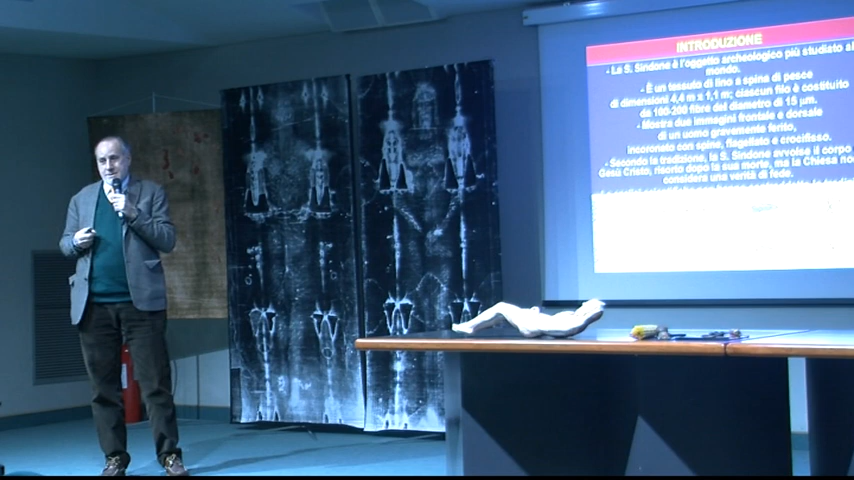 INTRODUZIONE
- La S. Sindone è l'oggetto archeologico più studiato al
mondo.
- È un tessuto di lino a spina di pesce
di dimensioni 4,4 m x 1,1 m; ciascun filo è costituito
da 100-200 fibre del diametro di 15 μm.
- Mostra due immagini frontale e dorsale
di un uomo gravemente ferito,
incoronato con spine, flagellato e crocifisso.
- Secondo la tradizione, la S. Sindone avvolse il corpo
Gesù Cristo, risorto dopo la sua morte, ma la Chiesa non
considera una verità di fede.